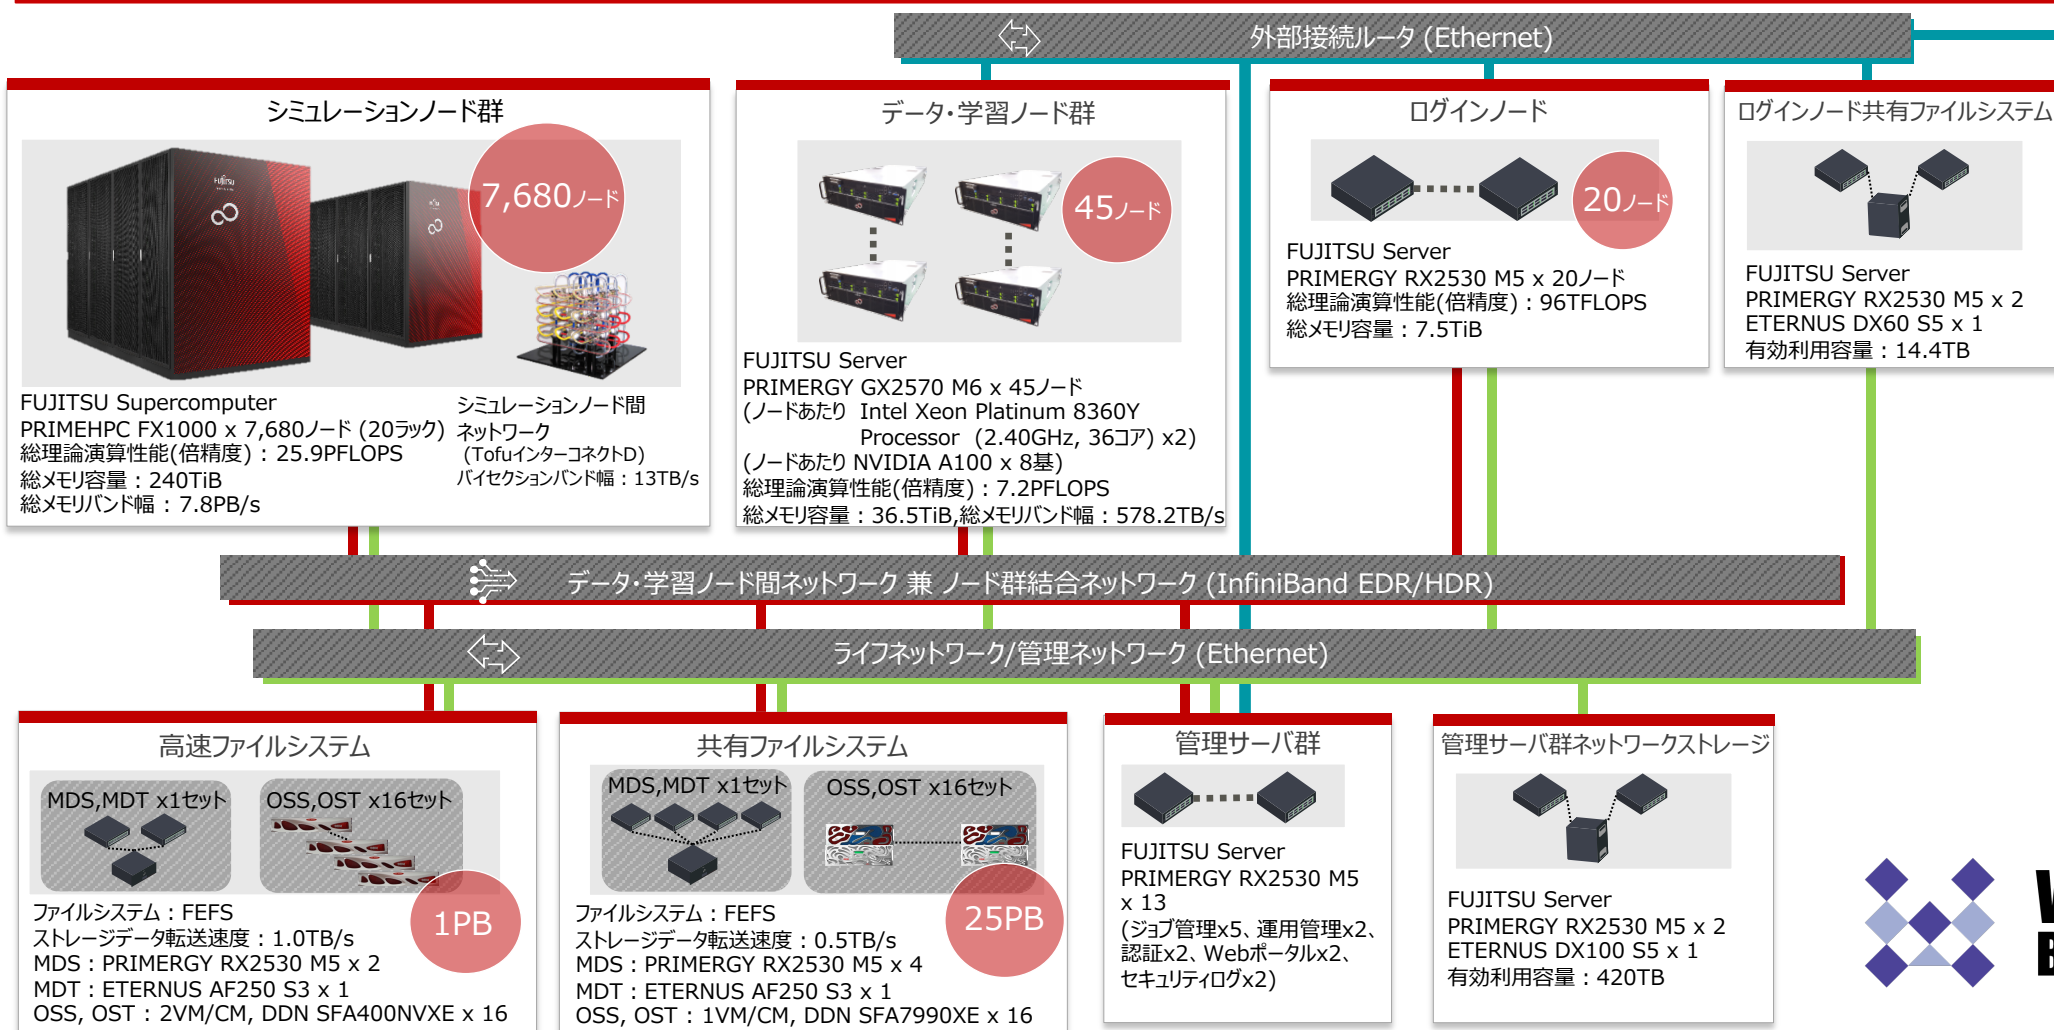 外部接続ルータ (Ethernet)
シミュレーションノード群
FUJITSU
7,680ノード
FUJITSU Supercomputer
PRIMEHPC FX1000 x 7,680ノード (20ラック)
総理論演算性能(倍精度) : 25.9PFLOPS
総メモリ容量 : 240TiB
総メモリバンド幅 : 7.8PB/s
シミュレーションノード間
ネットワーク
(TofuインターコネクトD)
バイセクションバンド幅 : 13TB/s
データ・学習ノード群
45ノード
FUJITSU Server
PRIMERGY GX2570 M6 x 45ノード
(ノードあたり Intel Xeon Platinum 8360Y
Processor (2.40GHz, 36コア) x2)
(ノードあたり NVIDIA A100 x 8基)
総理論演算性能(倍精度) : 7.2PFLOPS
総メモリ容量 : 36.5TiB,総メモリバンド幅 : 578.2TB/s
ログインノード
20ノード
FUJITSU Server
PRIMERGY RX2530 M5 x 20ノード
総理論演算性能(倍精度) : 96TFLOPS
総メモリ容量 : 7.5TiB
ログインノード共有ファイルシステム
FUJITSU Server
PRIMERGY RX2530 M5 x 2
ETERNUS DX60 S5 x 1
有効利用容量 : 14.4TB
データ・学習ノード間ネットワーク 兼 ノード群結合ネットワーク (InfiniBand EDR/HDR)
ライフネットワーク/管理ネットワーク (Ethernet)
高速ファイルシステム
MDS,MDT x1セット
OSS,OST x16セット
1PB
ファイルシステム : FEFS
ストレージデータ転送速度 : 1.0TB/s
MDS : PRIMERGY RX2530 M5 x 2
MDT : ETERNUS AF250 S3 x 1
OSS, OST : 2VM/CM, DDN SFA400NVXE x 16
共有ファイルシステム
MDS,MDT x1セット
OSS,OST x16セット
25PB
ファイルシステム : FEFS
ストレージデータ転送速度 : 0.5TB/s
MDS : PRIMERGY RX2530 M5 x 4
MDT : ETERNUS AF250 S3 x 1
OSS, OST : 1VM/CM, DDN SFA7990XE x 16
管理サーバ群
FUJITSU Server
PRIMERGY RX2530 M5
x 13
(ジョブ管理x5、運用管理x2、
認証x2、Webポータルx2、
セキュリティログx2)
管理サーバ群ネットワークストレージ
FUJITSU Server
PRIMERGY RX2530 M5 x 2
ETERNUS DX100 S5 x 1
有効利用容量 : 420TB